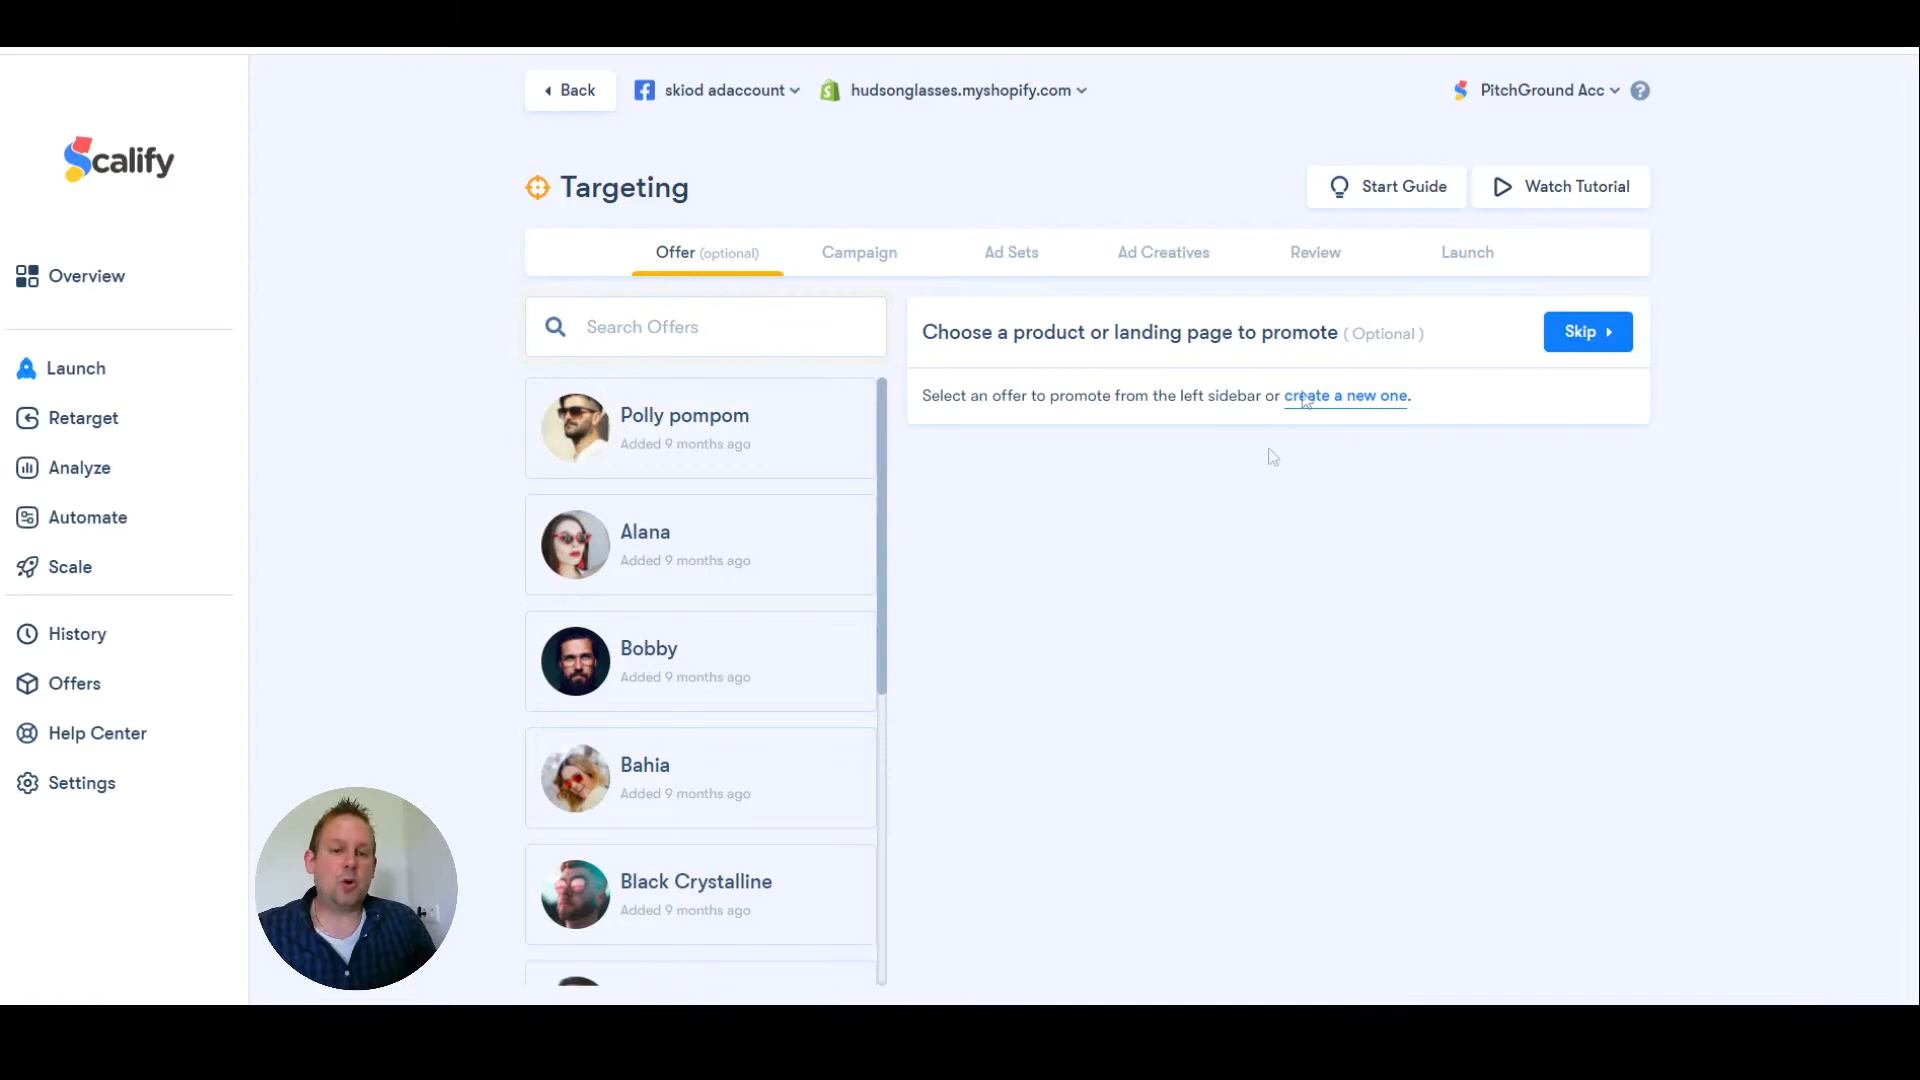 Back
skiod adaccount
hudsonglasses.myshopify.com
PitchGround Acc
?
Scalify
Targeting
Start Guide
Watch Tutorial
Offer (optional)
Campaign
Ad Sets
Ad Creatives
Review
Launch
Overview
Launch
Retarget
Analyze
Automate
Scale
History
Offers
Help Center
Settings
Search Offers
Polly pompom
Added 9 months ago
Alana
Added 9 months ago
Bobby
Added 9 months ago
Bahia
Added 9 months ago
Black Crystalline
Added 9 months ago
Choose a product or landing page to promote ( Optional )
Skip
Select an offer to promote from the left sidebar or create a new one.